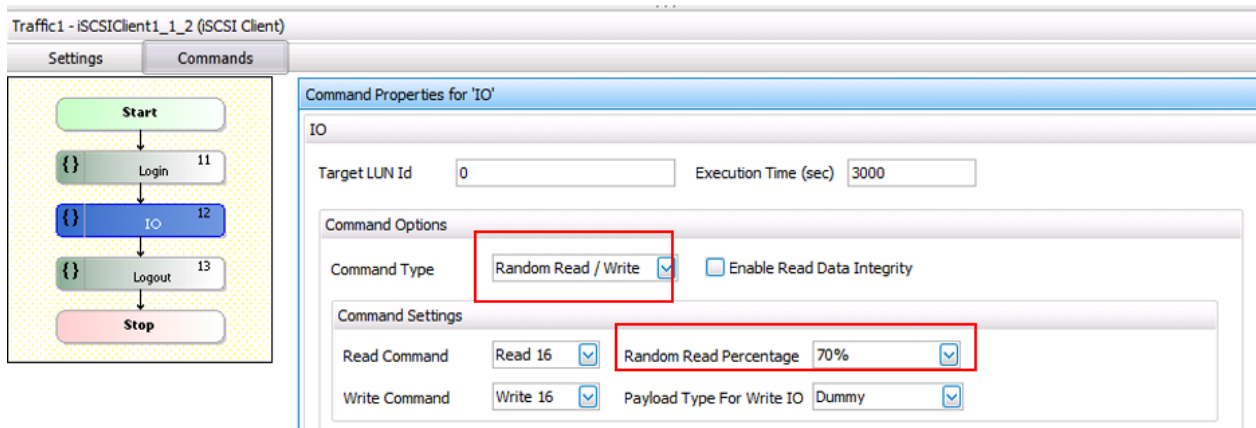 Traffic1 - iSCSIClient1_1_2 (iSCSI Client)
Settings Commands
Start
{} Login 11
{} IO 12
{} Logout 13
Stop
Command Properties for 'IO'
IO
Target LUN Id 0 Execution Time (sec) 3000
Command Options
Command Type Random Read / Write Enable Read Data Integrity
Command Settings
Read Command Read 16 Random Read Percentage 70%
Write Command Write 16 Payload Type For Write IO Dummy